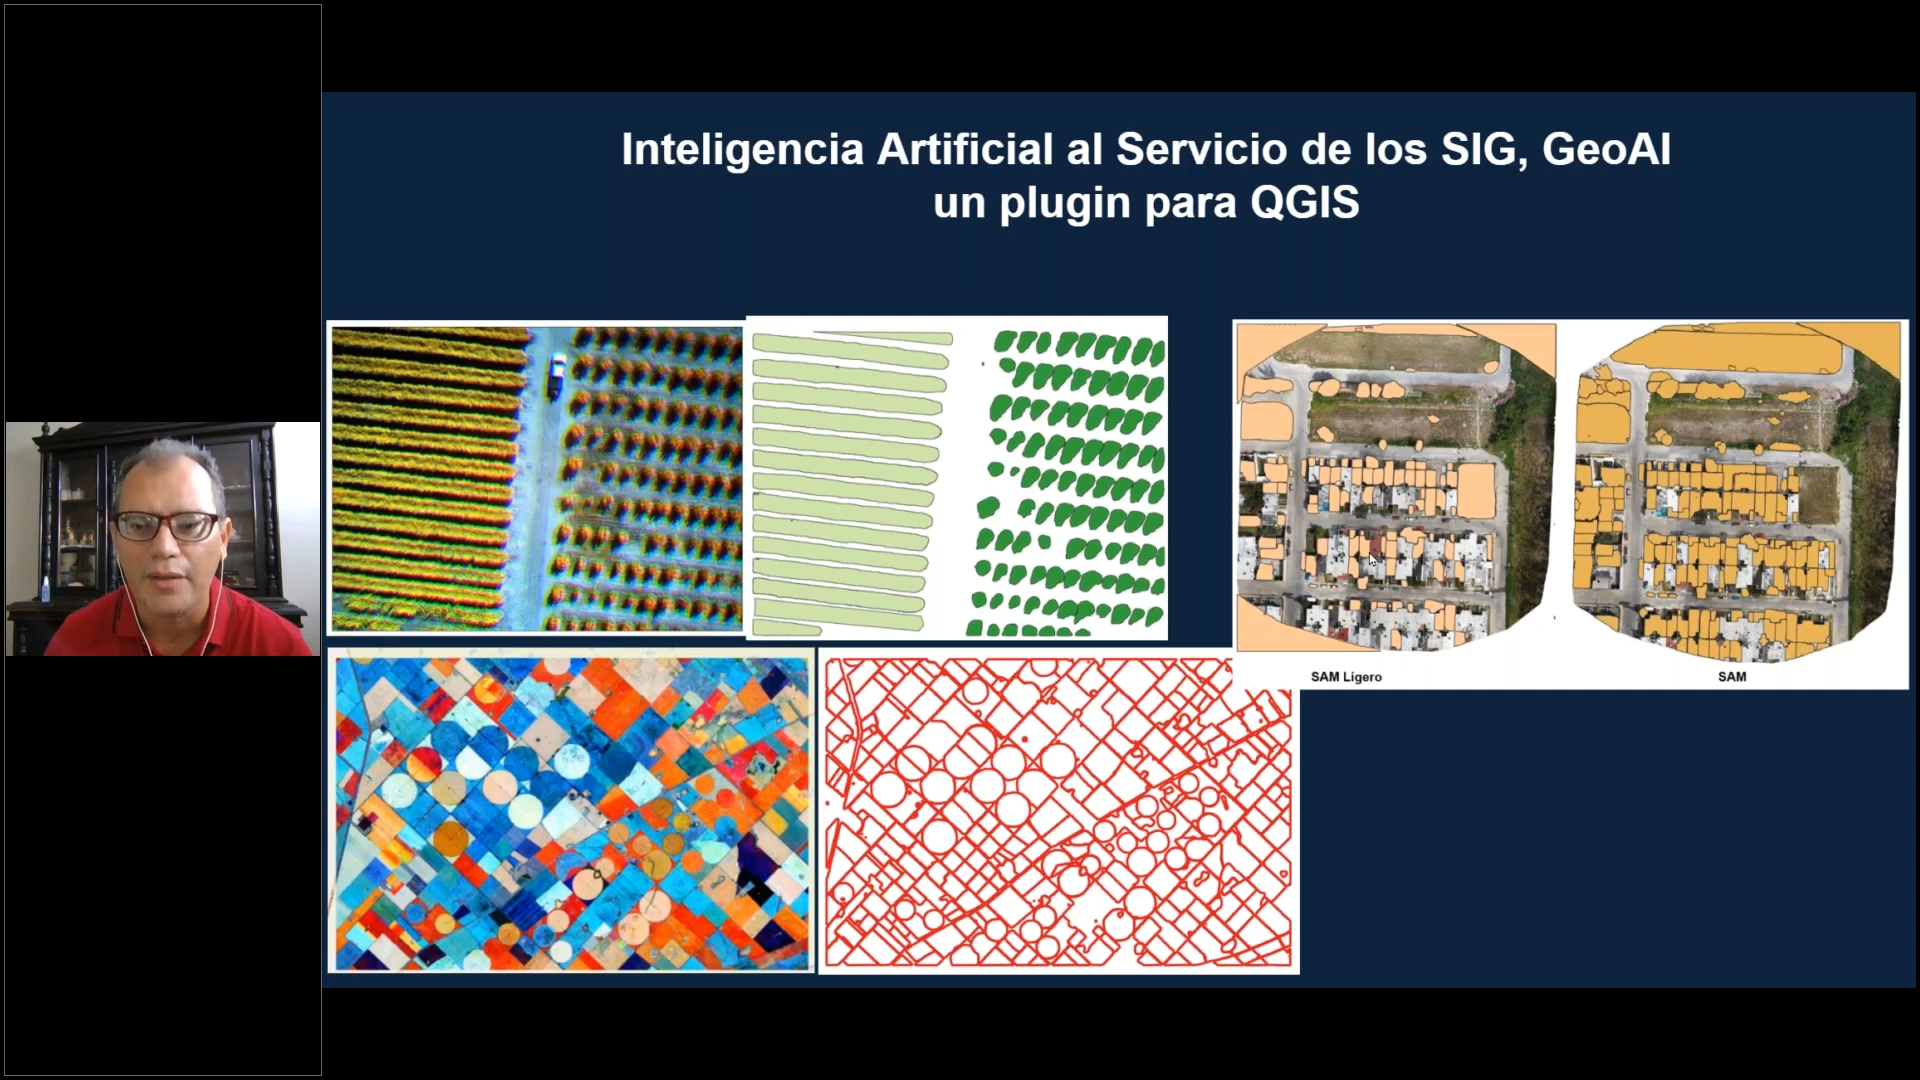 Inteligencia Artificial al Servicio de los SIG, GeoAI
un plugin para QGIS
SAM Ligero
SAM